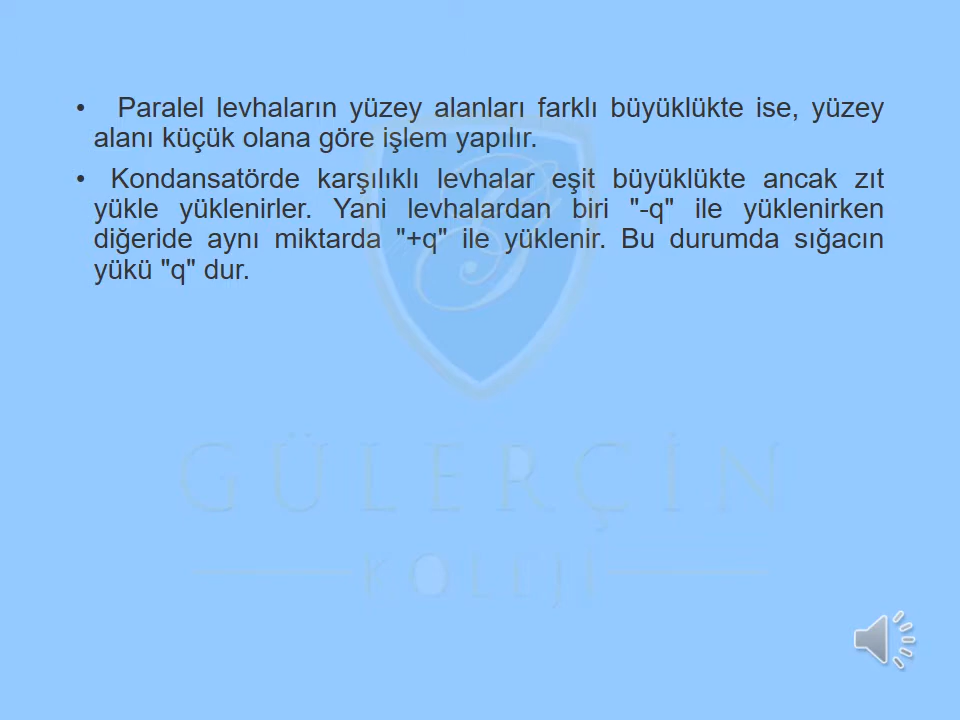 • Paralel levhaların yüzey alanları farklı büyüklükte ise, yüzey
alanı küçük olana göre işlem yapılır.
• Kondansatörde karşılıklı levhalar eşit büyüklükte ancak zıt
yükle yüklenirler. Yani levhalardan biri "-q" ile yüklenirken
diğeride aynı miktarda "+q" ile yüklenir. Bu durumda sığacın
yükü "q" dur.
GÜLERÇİN
KOLEJİ